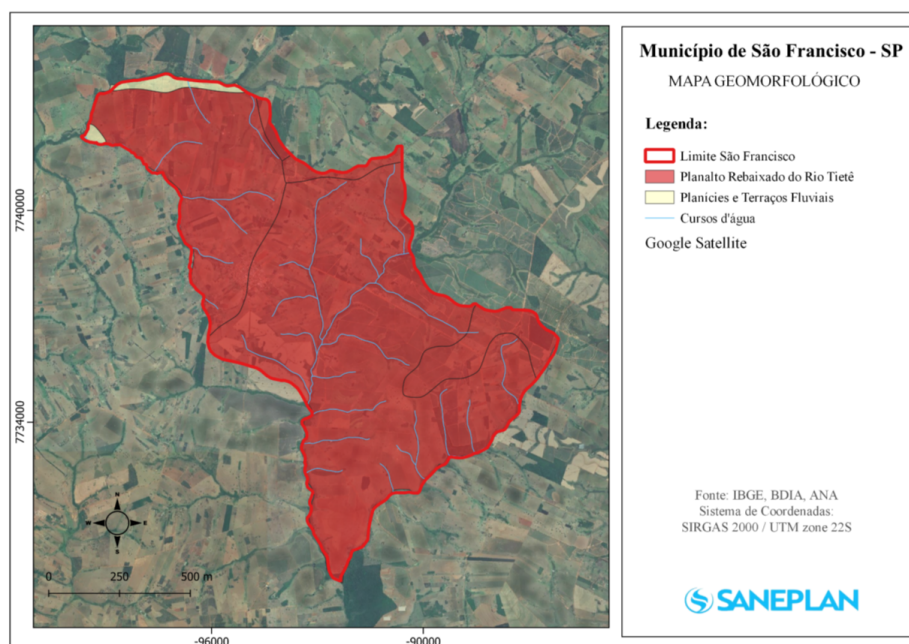 Município de São Francisco - SP
MAPA GEOMORFOLÓGICO
Legenda:
Limite São Francisco
Planalto Rebaixado do Rio Tietê
Planícies e Terraços Fluviais
Cursos d'água
Google Satellite
7740000
7734000
N
W E
S
0 250 500 m
-96000 -90000
Fonte: IBGE, BDIA, ANA
Sistema de Coordenadas:
SIRGAS 2000 / UTM zone 22S
SANEPLAN